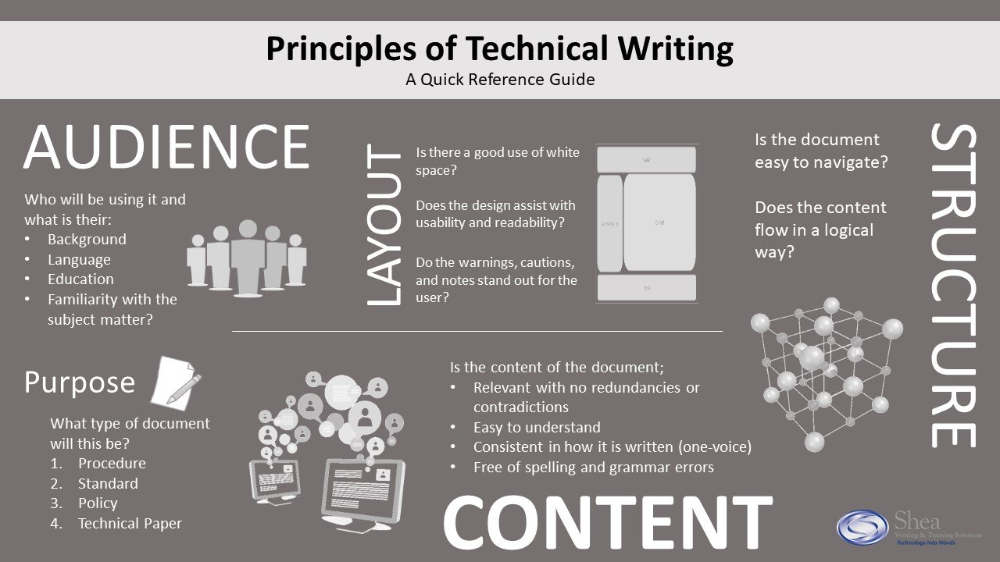 Principles of Technical Writing
A Quick Reference Guide
AUDIENCE
Who will be using it and
what is their:
• Background
• Language
• Education
• Familiarity with the
subject matter?
LAYOUT
Is there a good use of white
space?
Does the design assist with
usability and readability?
Do the warnings, cautions,
and notes stand out for the
user?
Is the document
easy to navigate?
Does the content
flow in a logical
way?
STRUCTURE
Purpose
What type of document
will this be?
1. Procedure
2. Standard
3. Policy
4. Technical Paper
Is the content of the document;
• Relevant with no redundancies or
contradictions
• Easy to understand
• Consistent in how it is written (one-voice)
• Free of spelling and grammar errors
CONTENT
Shea
Writing & Training Solutions
Technology Into Words